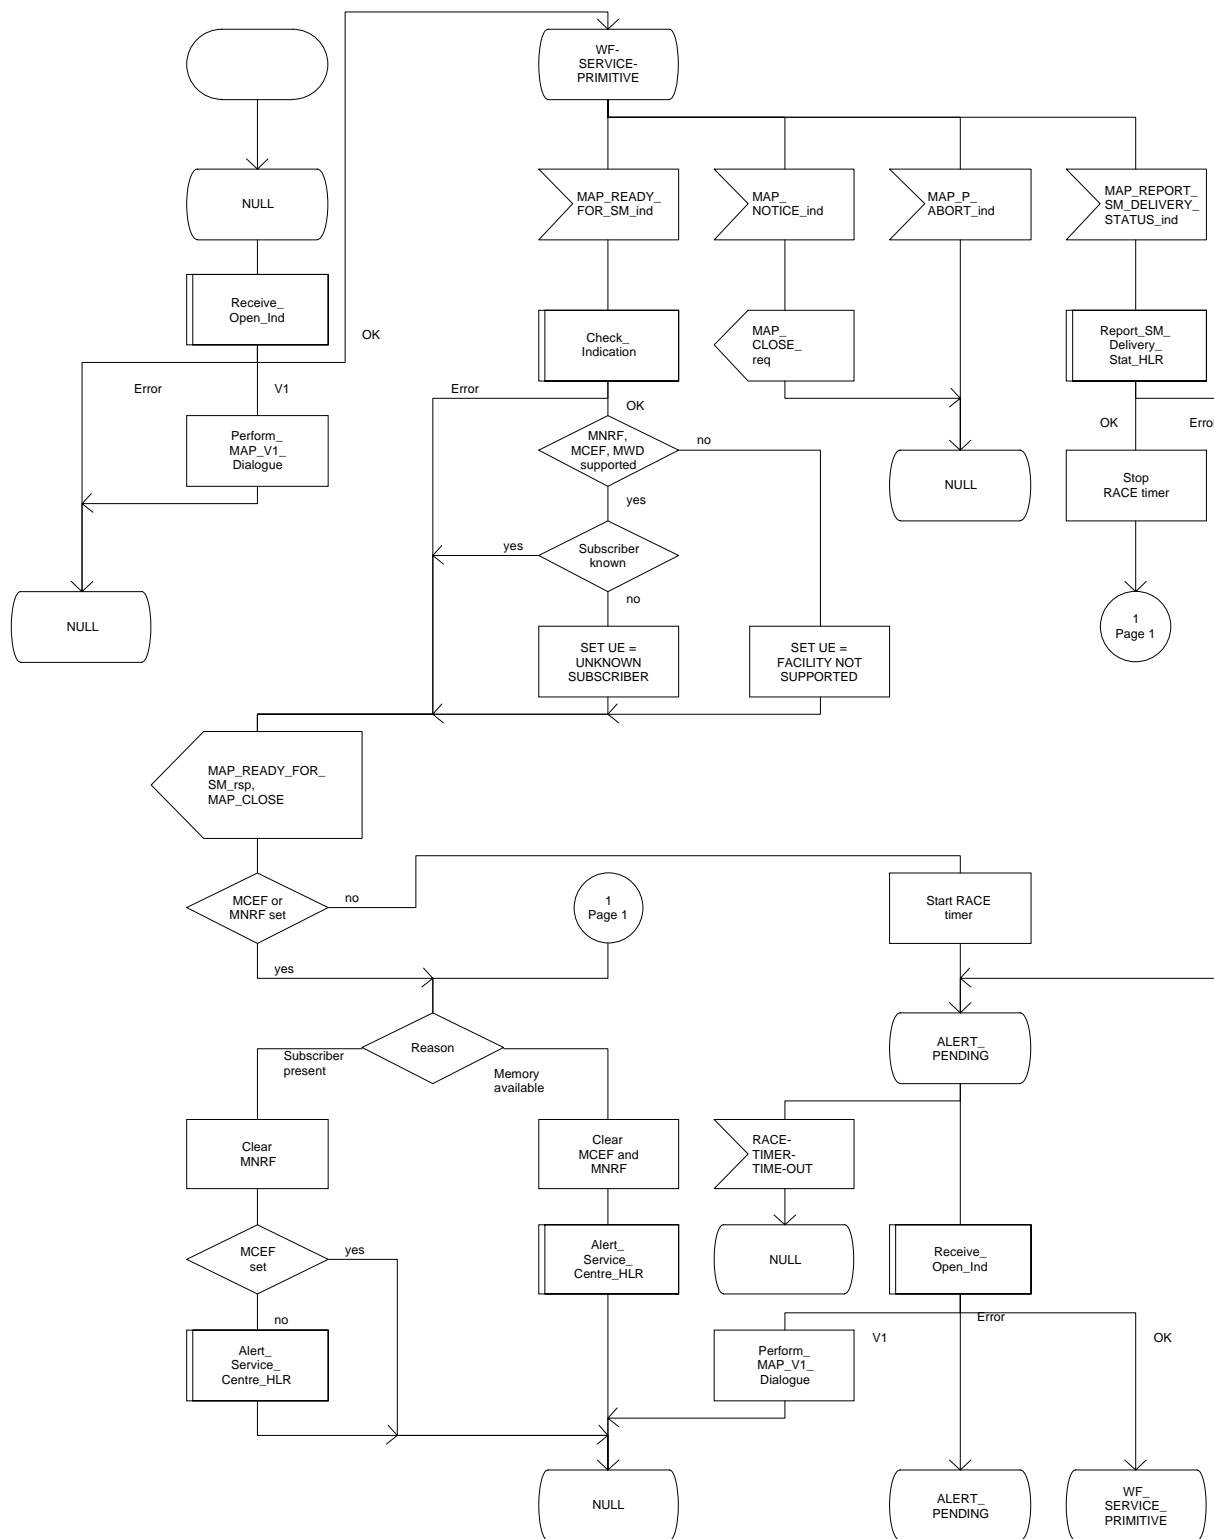 WF-
SERVICE-
PRIMITIVE
NULL
MAP_READY_
FOR_SM_ind
MAP_
NOTICE_ind
MAP_P_
ABORT_ind
MAP_REPORT_
SM_DELIVERY_
STATUS_ind
Receive_
Open_Ind
OK
Error
V1
Check_
Indication
MAP_
CLOSE_
req
Report_SM_
Delivery_
Stat_HLR
Error
OK
OK
Error
Perform_
MAP_V1_
Dialogue
MNRF,
MCEF, MWD
supported
no
yes
NULL
Stop
RACE timer
Subscriber
known
yes
no
NULL
SET UE =
UNKNOWN
SUBSCRIBER
SET UE =
FACILITY NOT
SUPPORTED
1
Page 1
MAP_READY_FOR_
SM_rsp,
MAP_CLOSE
MCEF or
MNRF set
no
yes
1
Page 1
Start RACE
timer
Reason
Subscriber
present
Memory
available
ALERT_
PENDING
Clear
MNRF
Clear
MCEF and
MNRF
RACE-
TIMER-
TIME-OUT
MCEF
set
yes
no
Alert_
Service_
Centre_HLR
NULL
Receive_
Open_Ind
Error
V1
OK
Alert_
Service_
Centre_HLR
Perform_
MAP_V1_
Dialogue
NULL
ALERT_
PENDING
WF_
SERVICE_
PRIMITIVE